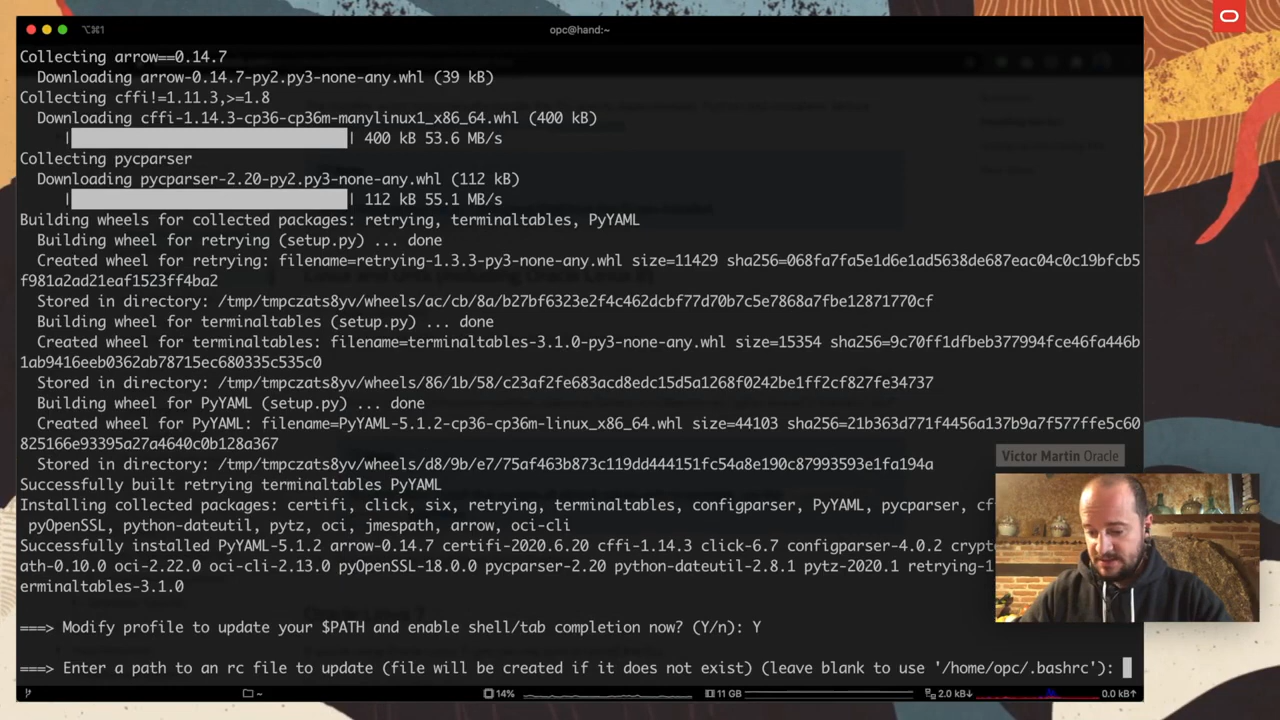 ⌥⌘1
opc@hand:~
Collecting arrow==0.14.7
Downloading arrow-0.14.7-py2.py3-none-any.whl (39 kB)
Collecting cffi!=1.11.3,>=1.8
Downloading cffi-1.14.3-cp36-cp36m-manylinux1_x86_64.whl (400 kB)
| | 400 kB 53.6 MB/s
Collecting pycparser
Downloading pycparser-2.20-py2.py3-none-any.whl (112 kB)
| | 112 kB 55.1 MB/s
Building wheels for collected packages: retrying, terminaltables, PyYAML
Building wheel for retrying (setup.py) ... done
Created wheel for retrying: filename=retrying-1.3.3-py3-none-any.whl size=11429 sha256=068fa7fa5e1d6e1ad5638de687eac04c0c19bfcb5
f981a2ad21eaf1523ff4ba2
Stored in directory: /tmp/tmpczats8yv/wheels/ac/cb/8a/b27bf6323e2f4c462dcbf77d70b7c5e7868a7fbe12871770cf
Building wheel for terminaltables (setup.py) ... done
Created wheel for terminaltables: filename=terminaltables-3.1.0-py3-none-any.whl size=15354 sha256=9c70ff1dfbeb377994fce46fa446b
1ab9416eeb0362ab78715ec680335c535c0
Stored in directory: /tmp/tmpczats8yv/wheels/86/1b/58/c23af2fe683acd8edc15d5a1268f0242be1ff2cf827fe34737
Building wheel for PyYAML (setup.py) ... done
Created wheel for PyYAML: filename=PyYAML-5.1.2-cp36-cp36m-linux_x86_64.whl size=44103 sha256=21b363d771f4456a137b9a7f577ffe5c60
825166e93395a27a4640c0b128a367
Stored in directory: /tmp/tmpczats8yv/wheels/d8/9b/e7/75af463b873c119dd444151fc54a8e190c87993593e1fa194a
Successfully built retrying terminaltables PyYAML
Installing collected packages: certifi, click, six, retrying, terminaltables, configparser, PyYAML, pycparser, cf
pyOpenSSL, python-dateutil, pytz, oci, jmespath, arrow, oci-cli
Successfully installed PyYAML-5.1.2 arrow-0.14.7 certifi-2020.6.20 cffi-1.14.3 click-6.7 configparser-4.0.2 crypt
ath-0.10.0 oci-2.22.0 oci-cli-2.13.0 pyOpenSSL-18.0.0 pycparser-2.20 python-dateutil-2.8.1 pytz-2020.1 retrying-1
erminaltables-3.1.0
===> Modify profile to update your $PATH and enable shell/tab completion now? (Y/n): Y
===> Enter a path to an rc file to update (file will be created if it does not exist) (leave blank to use '/home/opc/.bashrc'):
~ 14% 11 GB 2.0 kB↓ 0.0 kB↑
Victor Martin Oracle